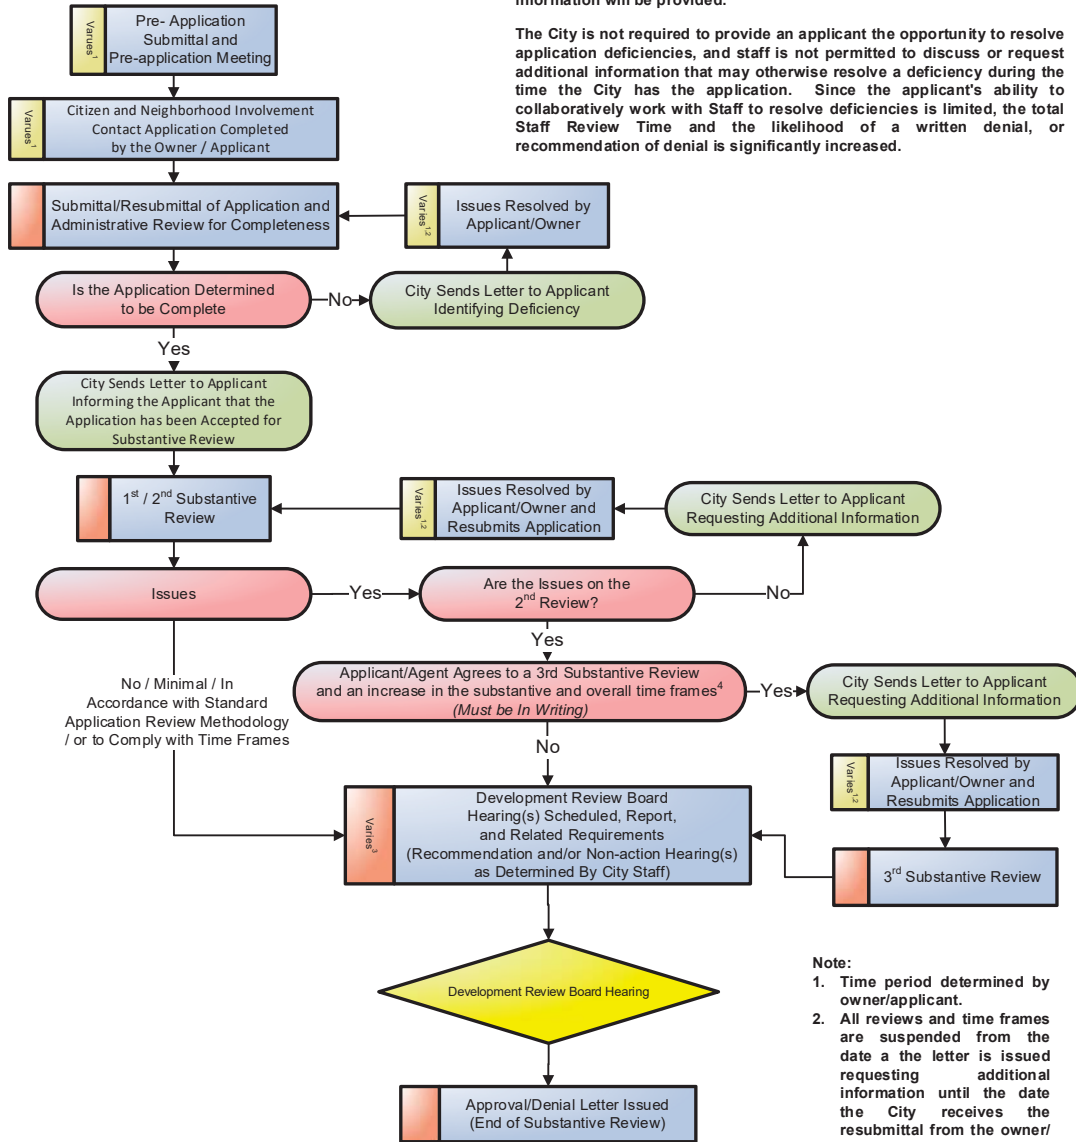 information will be provided.
The City is not required to provide an applicant the opportunity to resolve
application deficiencies, and staff is not permitted to discuss or request
additional information that may otherwise resolve a deficiency during the
time the City has the application. Since the applicant's ability to
collaboratively work with Staff to resolve deficiencies is limited, the total
Staff Review Time and the likelihood of a written denial, or
recommendation of denial is significantly increased.
Varues1
Pre- Application
Submittal and
Pre-application Meeting
Varues1
Citizen and Neighborhood Involvement
Contact Application Completed
by the Owner / Applicant
Submittal/Resubmittal of Application and
Administrative Review for Completeness
Varies1,2
Issues Resolved by
Applicant/Owner
Is the Application Determined
to be Complete
No
City Sends Letter to Applicant
Identifying Deficiency
Yes
City Sends Letter to Applicant
Informing the Applicant that the
Application has been Accepted for
Substantive Review
1st / 2nd Substantive
Review
Varies1,2
Issues Resolved by
Applicant/Owner and
Resubmits Application
City Sends Letter to Applicant
Requesting Additional Information
Issues
Yes
Are the Issues on the
2nd Review?
No
Yes
No / Minimal / In
Accordance with Standard
Application Review Methodology
/ or to Comply with Time Frames
Applicant/Agent Agrees to a 3rd Substantive Review
and an increase in the substantive and overall time frames4
(Must be In Writing)
Yes
City Sends Letter to Applicant
Requesting Additional Information
No
Varies1,2
Issues Resolved by
Applicant/Owner and
Resubmits Application
Varies3
Development Review Board
Hearing(s) Scheduled, Report,
and Related Requirements
(Recommendation and/or Non-action Hearing(s)
as Determined By City Staff)
3rd Substantive Review
Development Review Board Hearing
Approval/Denial Letter Issued
(End of Substantive Review)
Note:
1. Time period determined by
owner/applicant.
2. All reviews and time frames
are suspended from the
date a the letter is issued
requesting additional
information until the date
the City receives the
resubmittal from the owner/